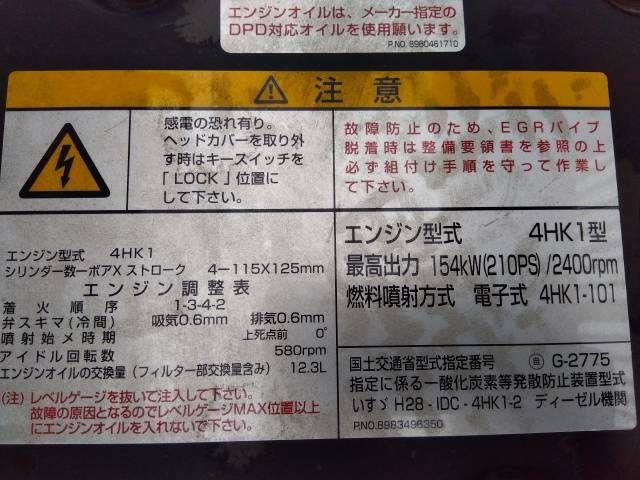 エンジンオイルは、メーカー指定の
DPD対応オイルを使用願います。
P.NO. 8980461710
注意
感電の恐れ有り。
ヘッドカバーを取り外
す時はキースイッチを
「LOCK」位置に
して下さい。
故障防止のため、EGRパイプ
脱着時は整備要領書を参照の上
必ず組付け手順を守って作業し
て下さい。
エンジン型式 4HK1
シリンダー数ーボアX ストローク 4ー115X125mm
エンジン調整表
着火順序 1-3-4-2
弁スキマ(冷間) 吸気0.6mm 排気0.6mm
噴射始メ時期 上死点前 0°
アイドル回転数 580rpm
エンジンオイルの交換量(フィルター部交換量含み) 12.3L
(注)レベルゲージを抜いて注入して下さい。
故障の原因となるのでレベルゲージMAX位置以上
にエンジンオイルを入れないで下さい。
エンジン型式 4HK1型
最高出力 154kW(210PS)/2400rpm
燃料噴射方式 電子式 4HK1-101
国土交通省型式指定番号 ㊐ G-2775
指定に係る一酸化炭素等発散防止装置型式
いすゞ H28-IDC-4HK1-2 ディーゼル機関
P.NO.8983496350